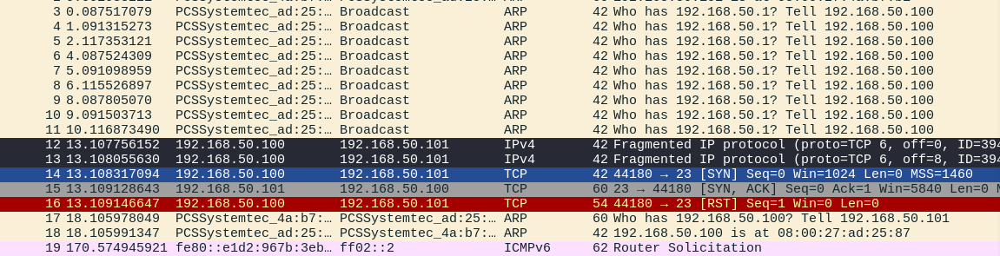 3 0.087517079 PCSSystemtec_ad:25:… Broadcast ARP 42 Who has 192.168.50.1? Tell 192.168.50.100
4 1.091315273 PCSSystemtec_ad:25:… Broadcast ARP 42 Who has 192.168.50.1? Tell 192.168.50.100
5 2.117353121 PCSSystemtec_ad:25:… Broadcast ARP 42 Who has 192.168.50.1? Tell 192.168.50.100
6 4.087524309 PCSSystemtec_ad:25:… Broadcast ARP 42 Who has 192.168.50.1? Tell 192.168.50.100
7 5.091098959 PCSSystemtec_ad:25:… Broadcast ARP 42 Who has 192.168.50.1? Tell 192.168.50.100
8 6.115526897 PCSSystemtec_ad:25:… Broadcast ARP 42 Who has 192.168.50.1? Tell 192.168.50.100
9 8.087805070 PCSSystemtec_ad:25:… Broadcast ARP 42 Who has 192.168.50.1? Tell 192.168.50.100
10 9.091503713 PCSSystemtec_ad:25:… Broadcast ARP 42 Who has 192.168.50.1? Tell 192.168.50.100
11 10.116873490 PCSSystemtec_ad:25:… Broadcast ARP 42 Who has 192.168.50.1? Tell 192.168.50.100
12 13.107756152 192.168.50.100 192.168.50.101 IPv4 42 Fragmented IP protocol (proto=TCP 6, off=0, ID=394
13 13.108055630 192.168.50.100 192.168.50.101 IPv4 42 Fragmented IP protocol (proto=TCP 6, off=8, ID=394
14 13.108317094 192.168.50.100 192.168.50.101 TCP 42 44180 → 23 [SYN] Seq=0 Win=1024 Len=0 MSS=1460
15 13.109128643 192.168.50.101 192.168.50.100 TCP 60 23 → 44180 [SYN, ACK] Seq=0 Ack=1 Win=5840 Len=0 M
16 13.109146647 192.168.50.100 192.168.50.101 TCP 54 44180 → 23 [RST] Seq=1 Win=0 Len=0
17 18.105978049 PCSSystemtec_4a:b7:… PCSSystemtec_ad:25:… ARP 60 Who has 192.168.50.100? Tell 192.168.50.101
18 18.105991347 PCSSystemtec_ad:25:… PCSSystemtec_4a:b7:… ARP 42 192.168.50.100 is at 08:00:27:ad:25:87
19 170.574945921 fe80::e1d2:967b:3eb… ff02::2 ICMPv6 62 Router Solicitation